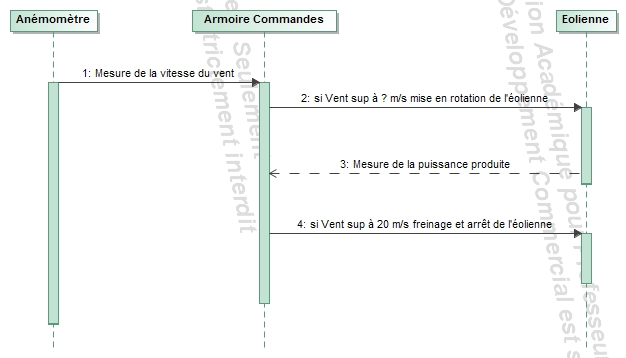 Anémomètre
Armoire Commandes
Eolienne
1: Mesure de la vitesse du vent
2: si Vent sup à ? m/s mise en rotation de l'éolienne
3: Mesure de la puissance produite
4: si Vent sup à 20 m/s freinage et arrêt de l'éolienne
Seulement
strictement interdit
Académique pour Professeur
Développement Commercial est